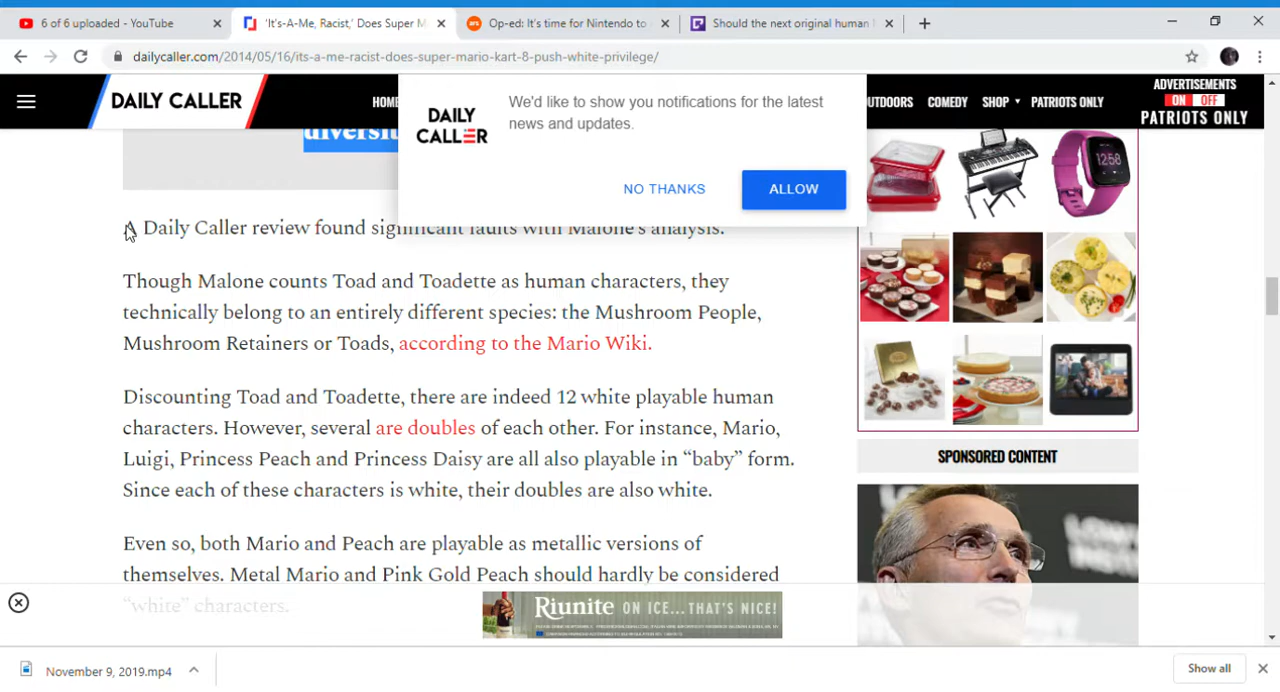 6 of 6 uploaded - YouTube
'It's-A-Me, Racist,' Does Super M
Op-ed: It's time for Nintendo to
Should the next original human
dailycaller.com/2014/05/16/its-a-me-racist-does-super-mario-kart-8-push-white-privilege/
DAILY CALLER
HOME
UTDOORS
COMEDY
SHOP
PATRIOTS ONLY
ADVERTISEMENTS
ON OFF
PATRIOTS ONLY
DAILY
CALLER
We'd like to show you notifications for the latest
news and updates.
NO THANKS
ALLOW
diversit
A Daily Caller review found significant faults with Malone's analysis.
Though Malone counts Toad and Toadette as human characters, they
technically belong to an entirely different species: the Mushroom People,
Mushroom Retainers or Toads, according to the Mario Wiki.
Discounting Toad and Toadette, there are indeed 12 white playable human
characters. However, several are doubles of each other. For instance, Mario,
Luigi, Princess Peach and Princess Daisy are all also playable in “baby” form.
Since each of these characters is white, their doubles are also white.
Even so, both Mario and Peach are playable as metallic versions of
themselves. Metal Mario and Pink Gold Peach should hardly be considered
“white” characters.
12:58
SPONSORED CONTENT
Riunite ON ICE...THAT'S NICE!
November 9, 2019.mp4
Show all